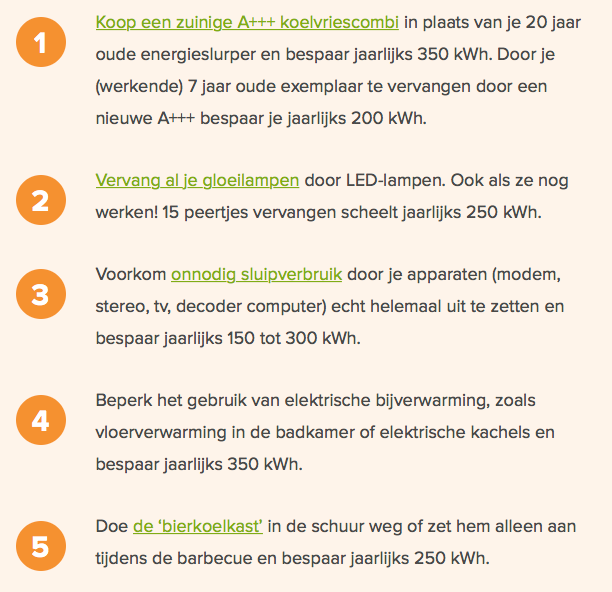 1
Koop een zuinige A+++ koelvriescombi in plaats van je 20 jaar
oude energieslurper en bespaar jaarlijks 350 kWh. Door je
(werkende) 7 jaar oude exemplaar te vervangen door een
nieuwe A+++ bespaar je jaarlijks 200 kWh.
2
Vervang al je gloeilampen door LED-lampen. Ook als ze nog
werken! 15 peertjes vervangen scheelt jaarlijks 250 kWh.
3
Voorkom onnodig sluipverbruik door je apparaten (modem,
stereo, tv, decoder computer) echt helemaal uit te zetten en
bespaar jaarlijks 150 tot 300 kWh.
4
Beperk het gebruik van elektrische bijverwarming, zoals
vloerverwarming in de badkamer of elektrische kachels en
bespaar jaarlijks 350 kWh.
5
Doe de ‘bierkoelkast’ in de schuur weg of zet hem alleen aan
tijdens de barbecue en bespaar jaarlijks 250 kWh.